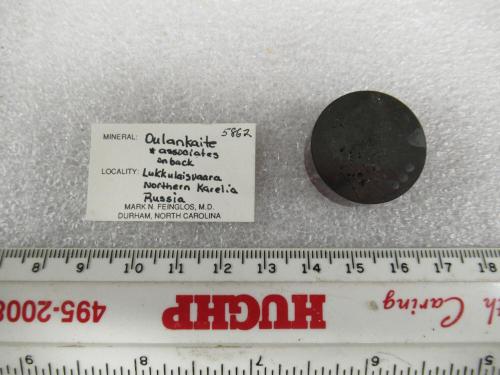 5862
MINERAL: Oulankaite
* associates
on back
LOCALITY: Lukkulaisvaara
Northern Karelia
Russia
MARK N. FEINGLOS, M.D.
DURHAM, NORTH CAROLINA
8 9 10 11 12 13 14 15 16 17 18
495-2008 HUGHP Caring
9 8 7 6 5